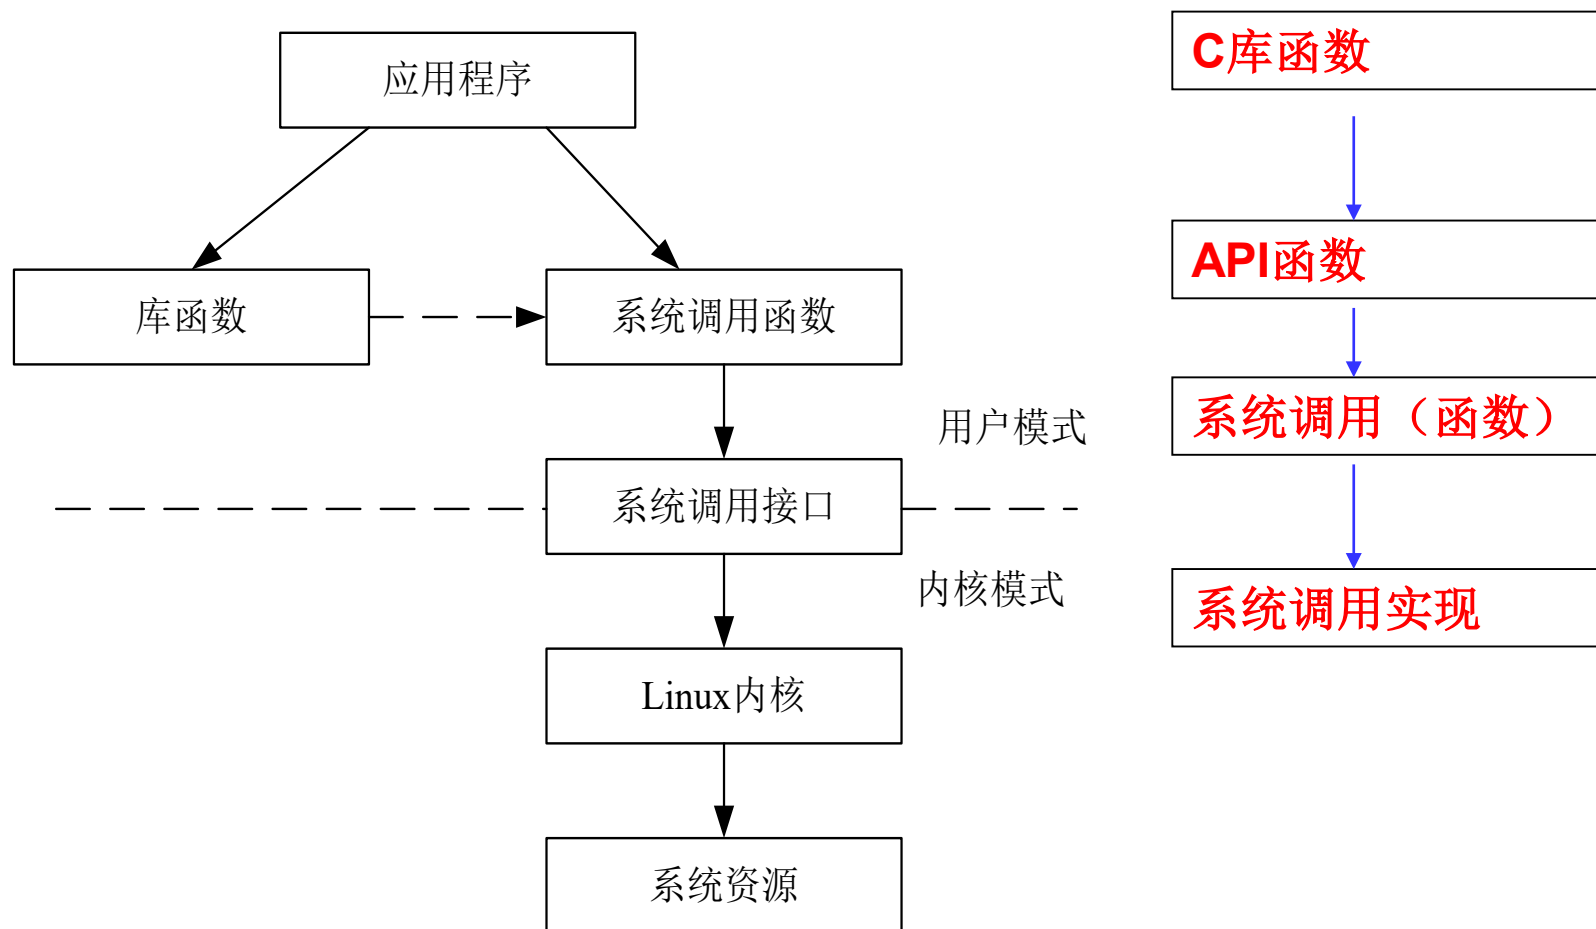 应用程序
库函数
系统调用函数
用户模式
系统调用接口
内核模式
Linux内核
系统资源
C库函数
API函数
系统调用（函数）
系统调用实现